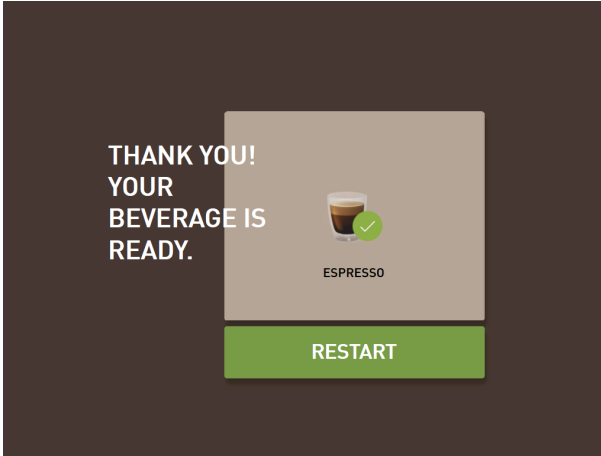 THANK YOU!
YOUR
BEVERAGE IS
READY.
ESPRESSO
RESTART